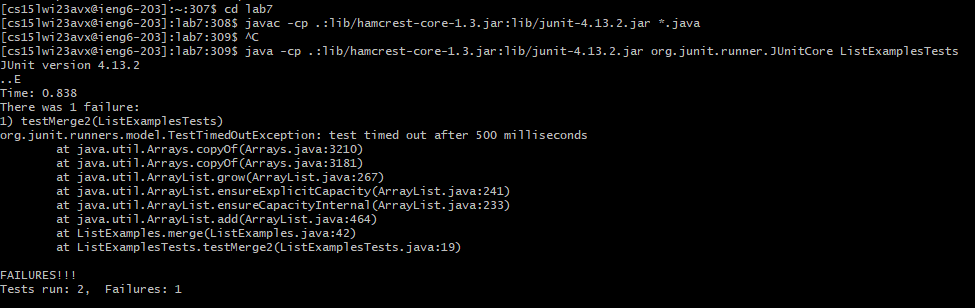 [cs15lwi23avx@ieng6-203]:~:307$ cd lab7
[cs15lwi23avx@ieng6-203]:lab7:308$ javac -cp .:lib/hamcrest-core-1.3.jar:lib/junit-4.13.2.jar *.java
[cs15lwi23avx@ieng6-203]:lab7:309$ ^C
[cs15lwi23avx@ieng6-203]:lab7:309$ java -cp .:lib/hamcrest-core-1.3.jar:lib/junit-4.13.2.jar org.junit.runner.JUnitCore ListExamplesTests
JUnit version 4.13.2
..E
Time: 0.838
There was 1 failure:
1) testMerge2(ListExamplesTests)
org.junit.runners.model.TestTimedOutException: test timed out after 500 milliseconds
        at java.util.Arrays.copyOf(Arrays.java:3210)
        at java.util.Arrays.copyOf(Arrays.java:3181)
        at java.util.ArrayList.grow(ArrayList.java:267)
        at java.util.ArrayList.ensureExplicitCapacity(ArrayList.java:241)
        at java.util.ArrayList.ensureCapacityInternal(ArrayList.java:233)
        at java.util.ArrayList.add(ArrayList.java:464)
        at ListExamples.merge(ListExamples.java:42)
        at ListExamplesTests.testMerge2(ListExamplesTests.java:19)

FAILURES!!!
Tests run: 2,  Failures: 1